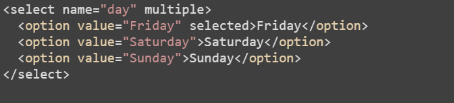 <select name="day" multiple>
  <option value="Friday" selected>Friday</option>
  <option value="Saturday">Saturday</option>
  <option value="Sunday">Sunday</option>
</select>